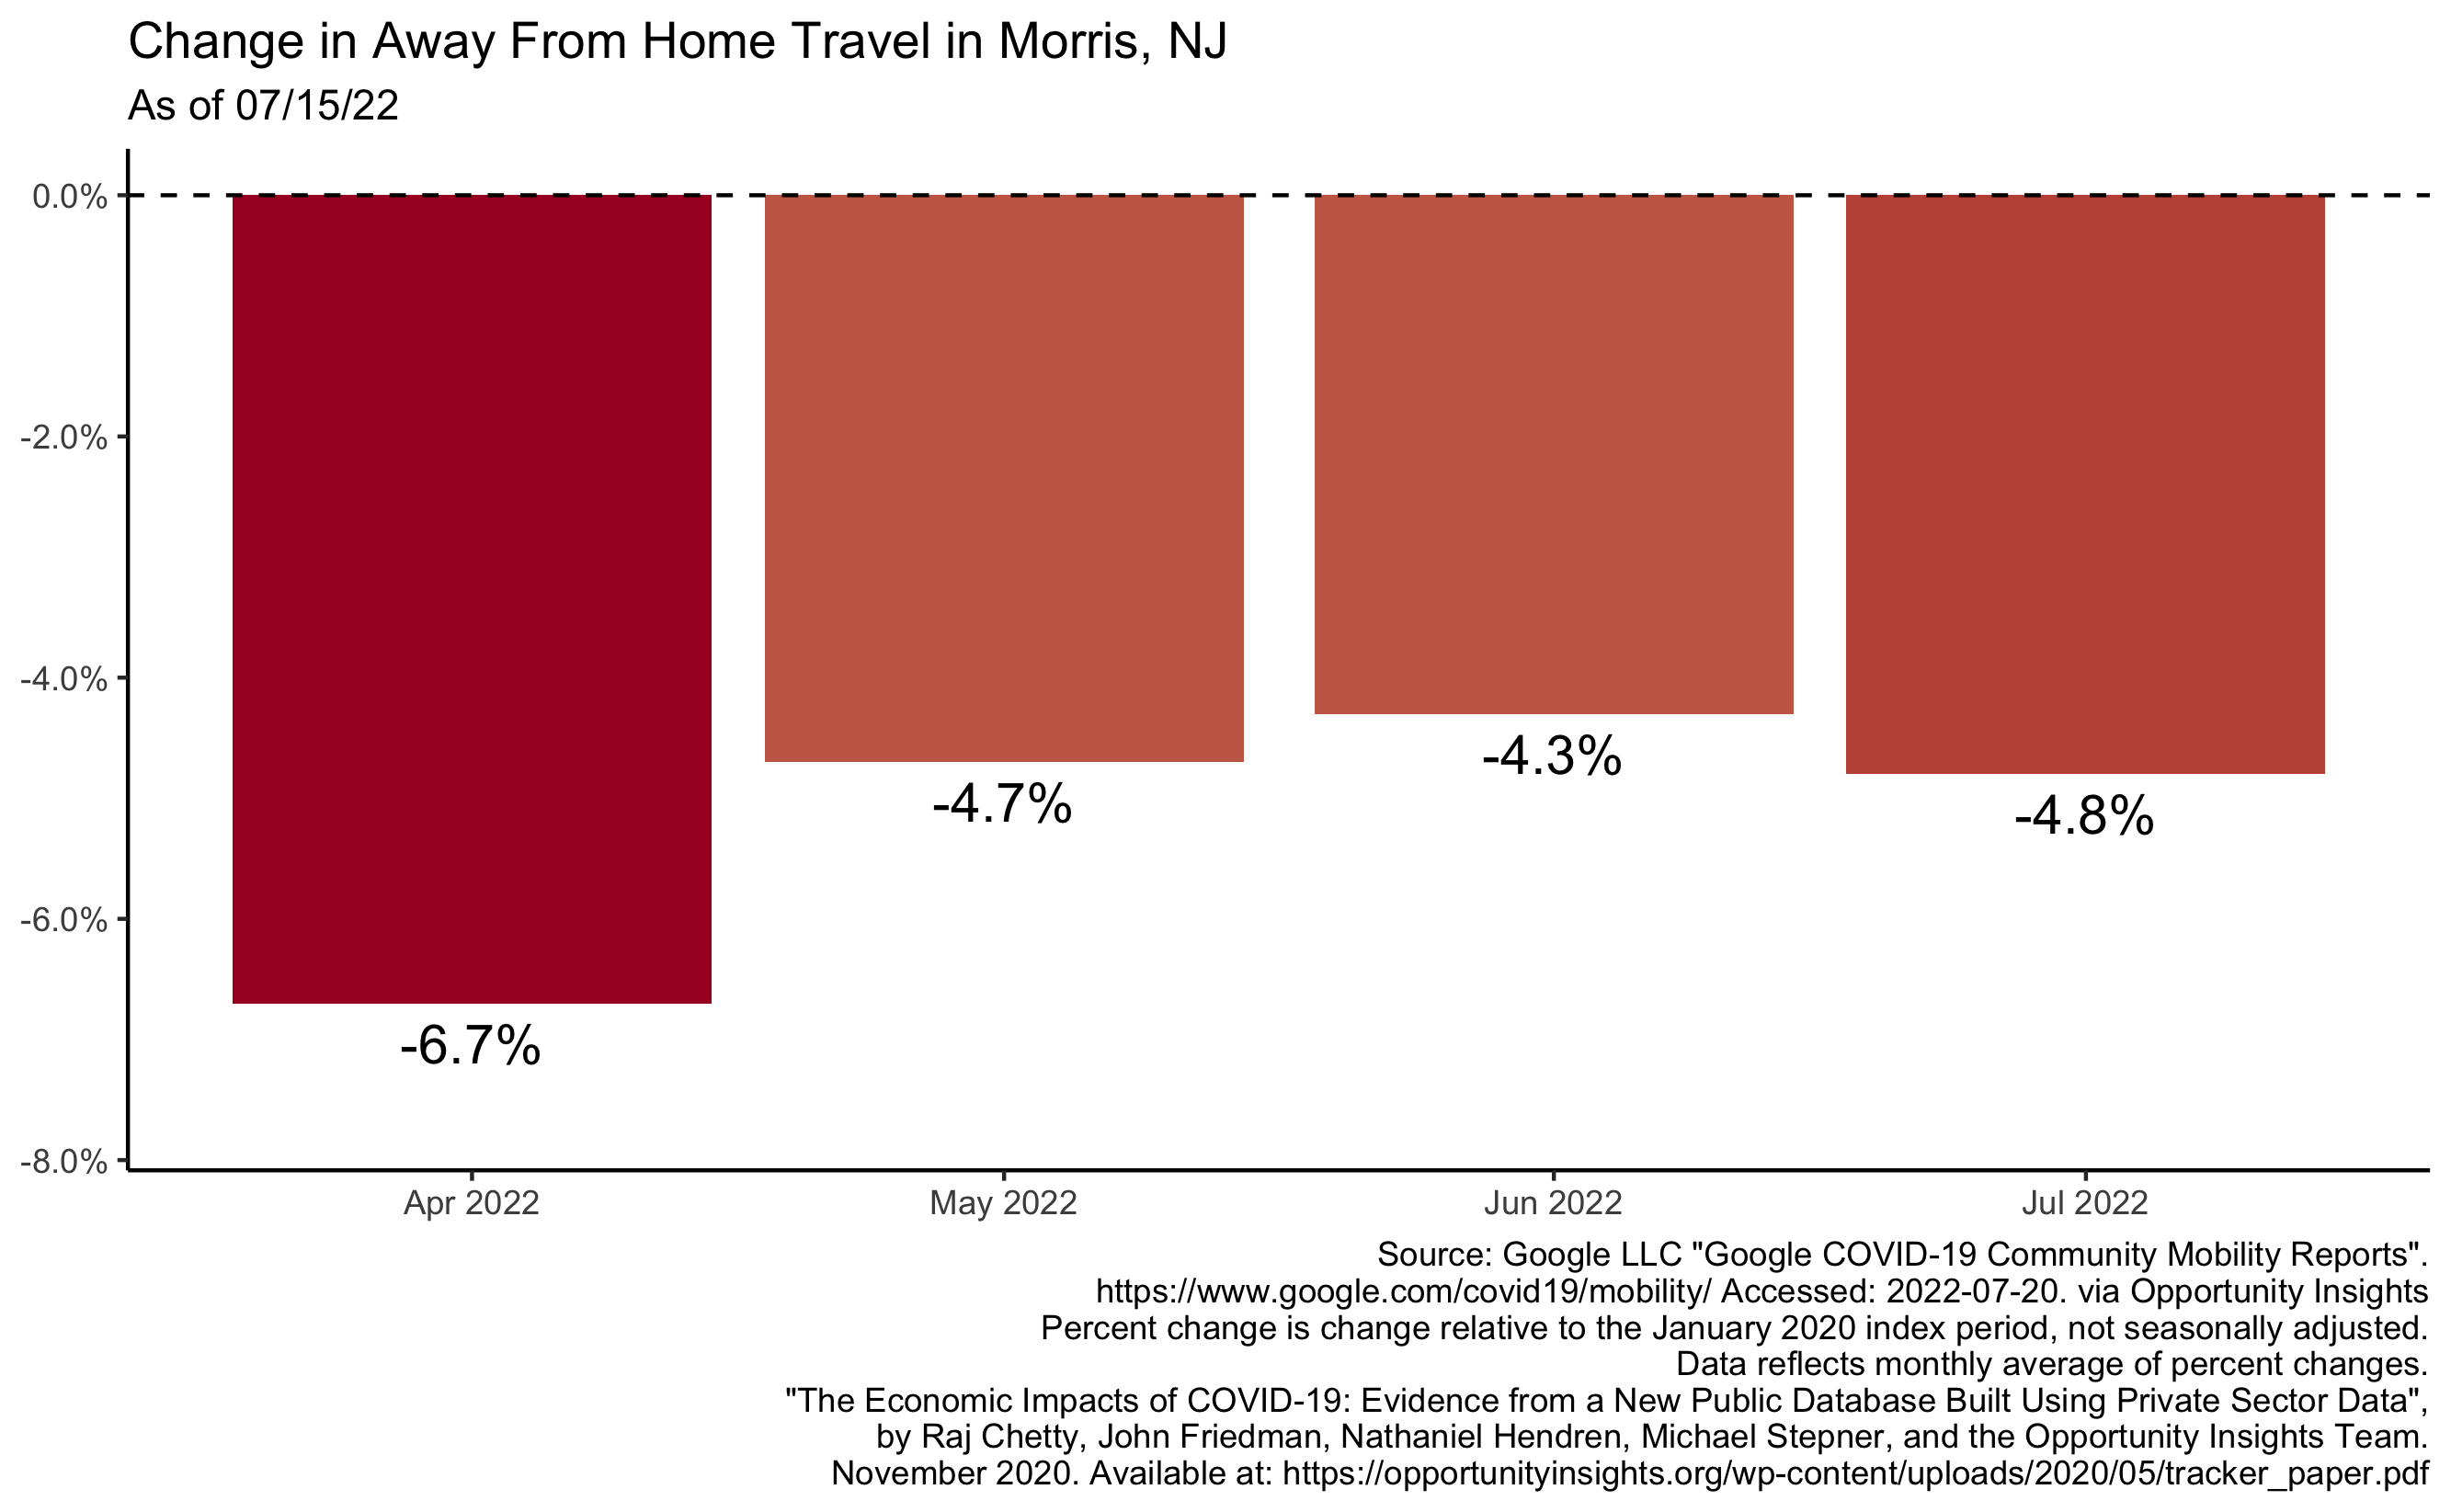 Change in Away From Home Travel in Morris, NJ
As of 07/15/22
0.0%
-2.0%
-4.0%
-6.0%
-8.0%
-6.7%
-4.7%
-4.3%
-4.8%
Apr 2022
May 2022
Jun 2022
Jul 2022
Source: Google LLC "Google COVID-19 Community Mobility Reports".
https://www.google.com/covid19/mobility/ Accessed: 2022-07-20. via Opportunity Insights
Percent change is change relative to the January 2020 index period, not seasonally adjusted.
Data reflects monthly average of percent changes.
"The Economic Impacts of COVID-19: Evidence from a New Public Database Built Using Private Sector Data",
by Raj Chetty, John Friedman, Nathaniel Hendren, Michael Stepner, and the Opportunity Insights Team.
November 2020. Available at: https://opportunityinsights.org/wp-content/uploads/2020/05/tracker_paper.pdf